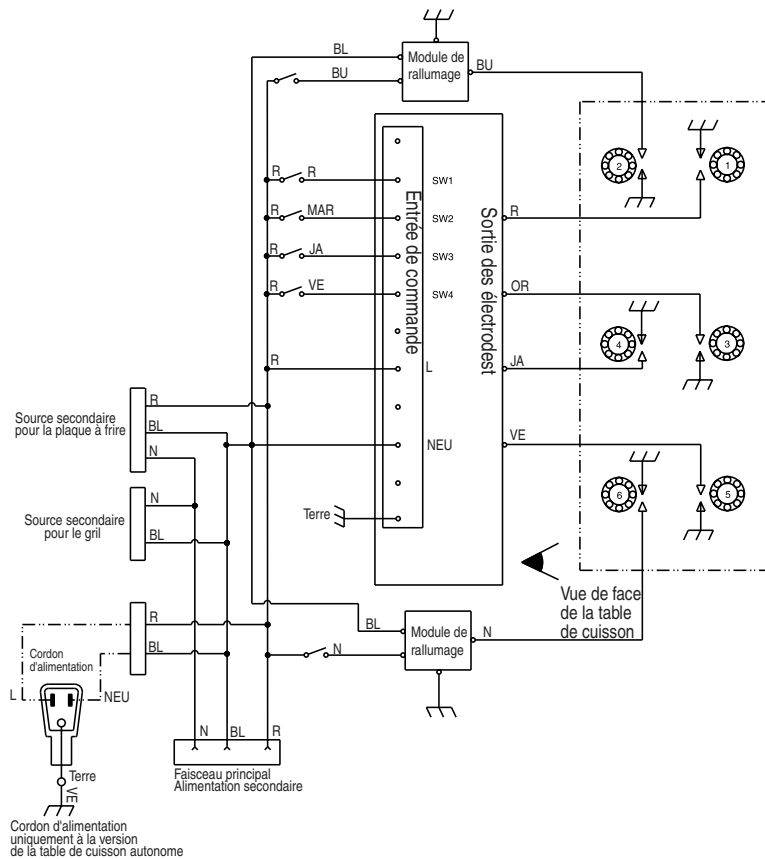 BL
Module de
rallumage
BU
BU
2
1
R
R
SW1
R
MAR
SW2
R
R
JA
SW3
R
VE
SW4
Entrée de commande
Sortie des électrodest
OR
4
3
R
L
JA
R
Source secondaire
pour la plaque à frire
BL
NEU
VE
N
6
5
N
Source secondaire
pour le gril
Terre
BL
Vue de face
de la table
de cuisson
R
BL
Module de
rallumage
N
Cordon
d'alimentation
BL
N
L
NEU
N
BL
R
Faisceau principal
Alimentation secondaire
Terre
VE
Cordon d'alimentation
uniquement à la version
de la table de cuisson autonome